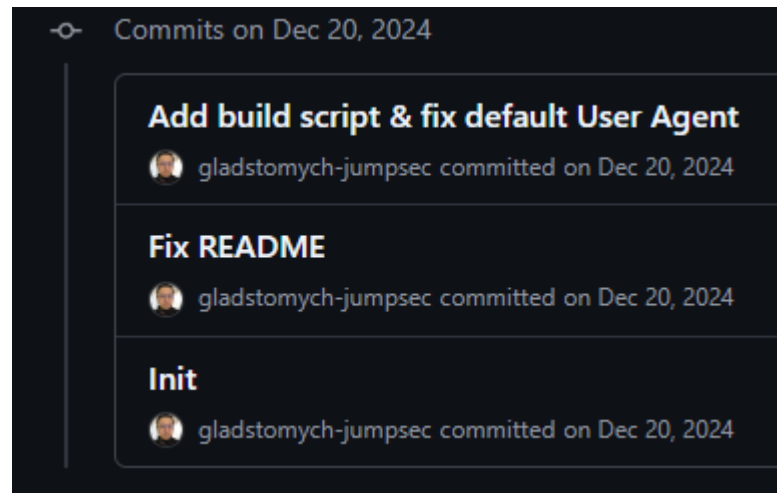 Commits on Dec 20, 2024
Add build script & fix default User Agent
gladstomych-jumpsec committed on Dec 20, 2024
Fix README
gladstomych-jumpsec committed on Dec 20, 2024
Init
gladstomych-jumpsec committed on Dec 20, 2024